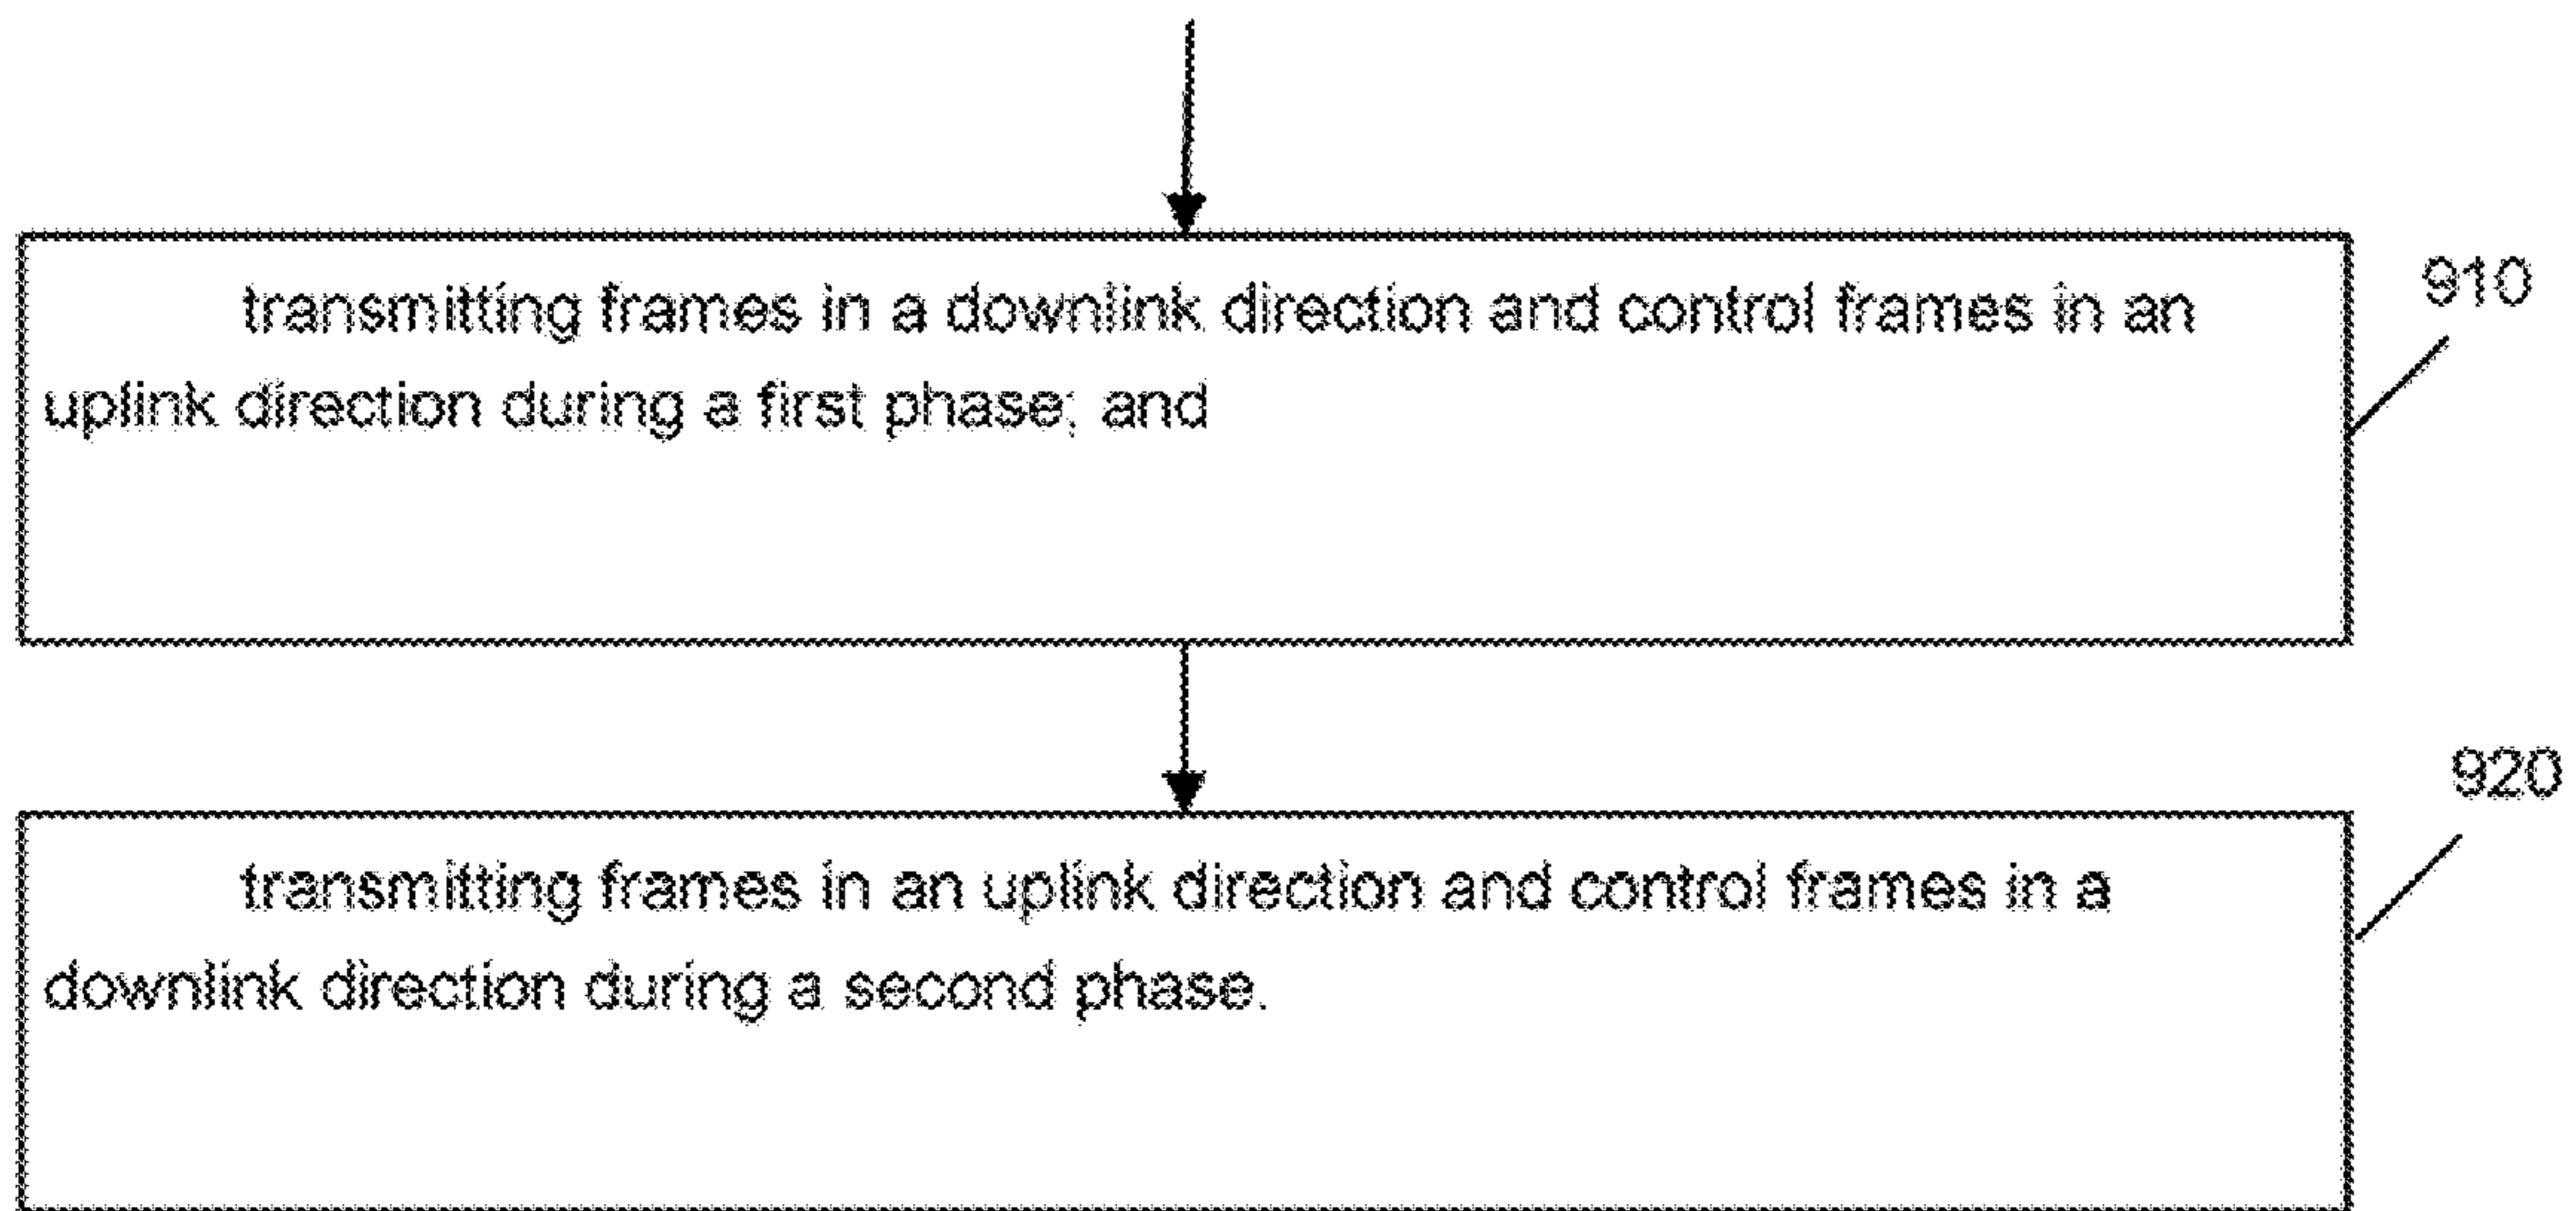 transmitting frames in a downlink direction and control frames in an
910
uplink direction during a first phase; and
920
transmitting frames in an uplink direction and control frames in a
downlink direction during a second phase.